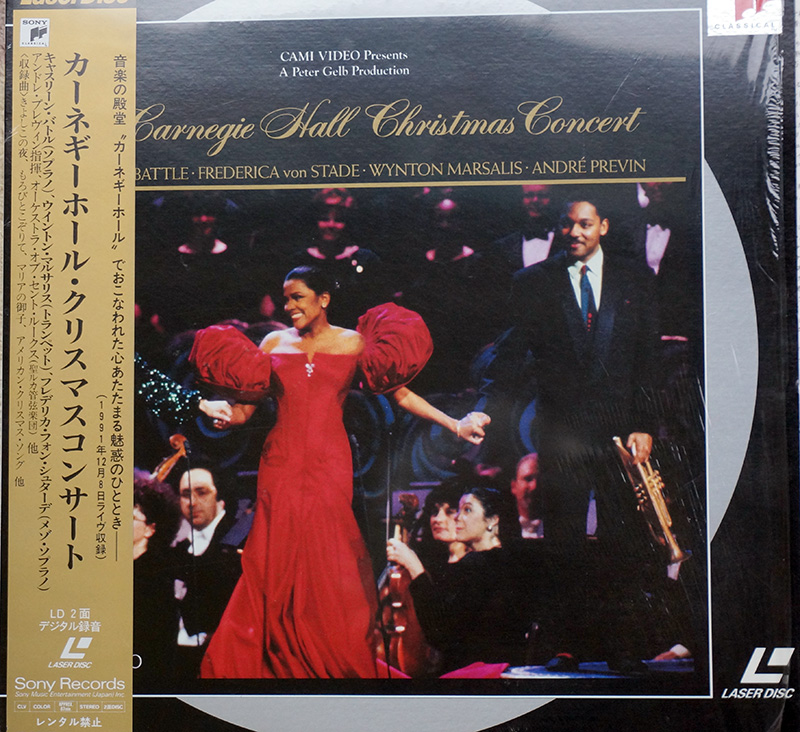 LaserDisc
SONY
CLASSICAL
カーネギーホール・クリスマスコンサート
音楽の殿堂“カーネギーホール”でおこなわれた心あたたまる魅惑のひととき——
(1991年12月8日ライヴ収録)
キャスリーン・バトル(ソプラノ)、ウイントン・マルサリス(トランペット)、フレデリカ・フォン・シュターデ(メゾ・ソプラノ)
アンドレ・プレヴィン指揮、オーケストラ・オブ・セント・ルークス(聖ルカ管弦楽団) 他
(収録曲)きよしこの夜、もろびとこぞりて、マリアの御子、アメリカン・クリスマス・ソング 他
LD 2面
デジタル録音
LASER DISC
Sony Records
Sony Music Entertainment (Japan) Inc.
CLV COLOR STEREO
レンタル禁止
CAMI VIDEO Presents
A Peter Gelb Production
Carnegie Hall Christmas Concert
BATTLE · FREDERICA von STADE · WYNTON MARSALIS · ANDRÉ PREVIN
CLASSICAL
O
LASER DISC